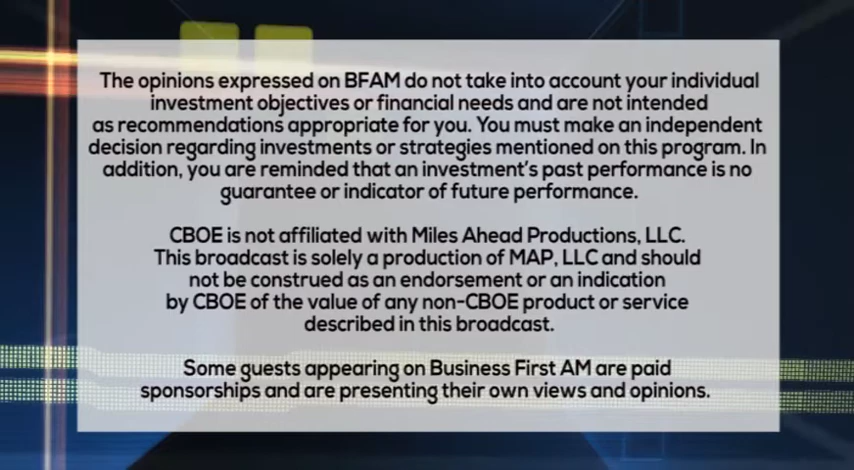 The opinions expressed on BFAM do not take into account your individual
investment objectives or financial needs and are not intended
as recommendations appropriate for you. You must make an independent
decision regarding investments or strategies mentioned on this program. In
addition, you are reminded that an investment's past performance is no
guarantee or indicator of future performance.
CBOE is not affiliated with Miles Ahead Productions, LLC.
This broadcast is solely a production of MAP, LLC and should
not be construed as an endorsement or an indication
by CBOE of the value of any non-CBOE product or service
described in this broadcast.
Some guests appearing on Business First AM are paid
sponsorships and are presenting their own views and opinions.